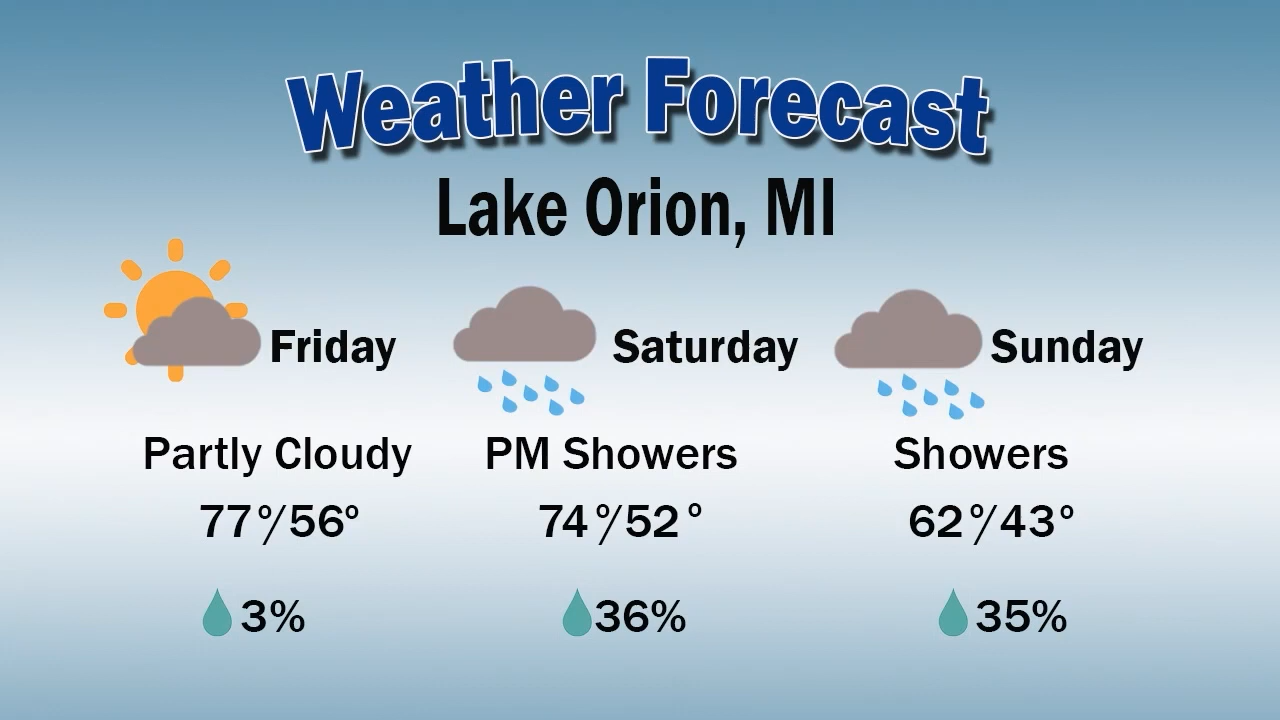 Weather Forecast
Lake Orion, MI
Friday
Saturday
Sunday
Partly Cloudy
PM Showers
Showers
77°/56°
74°/52°
62°/43°
3%
36%
35%